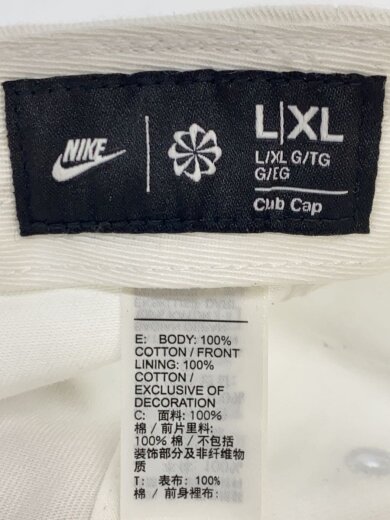 NIKE
L|XL
L/XL G/TG
G/EG
Club Cap
E: BODY: 100%
COTTON / FRONT
LINING: 100%
COTTON /
EXCLUSIVE OF
DECORATION
C: 面料: 100%
棉 / 前片里料:
100% 棉 / 不包括
装饰部分及非纤维物
质
T: 表布: 100%
棉 / 前身裡布: